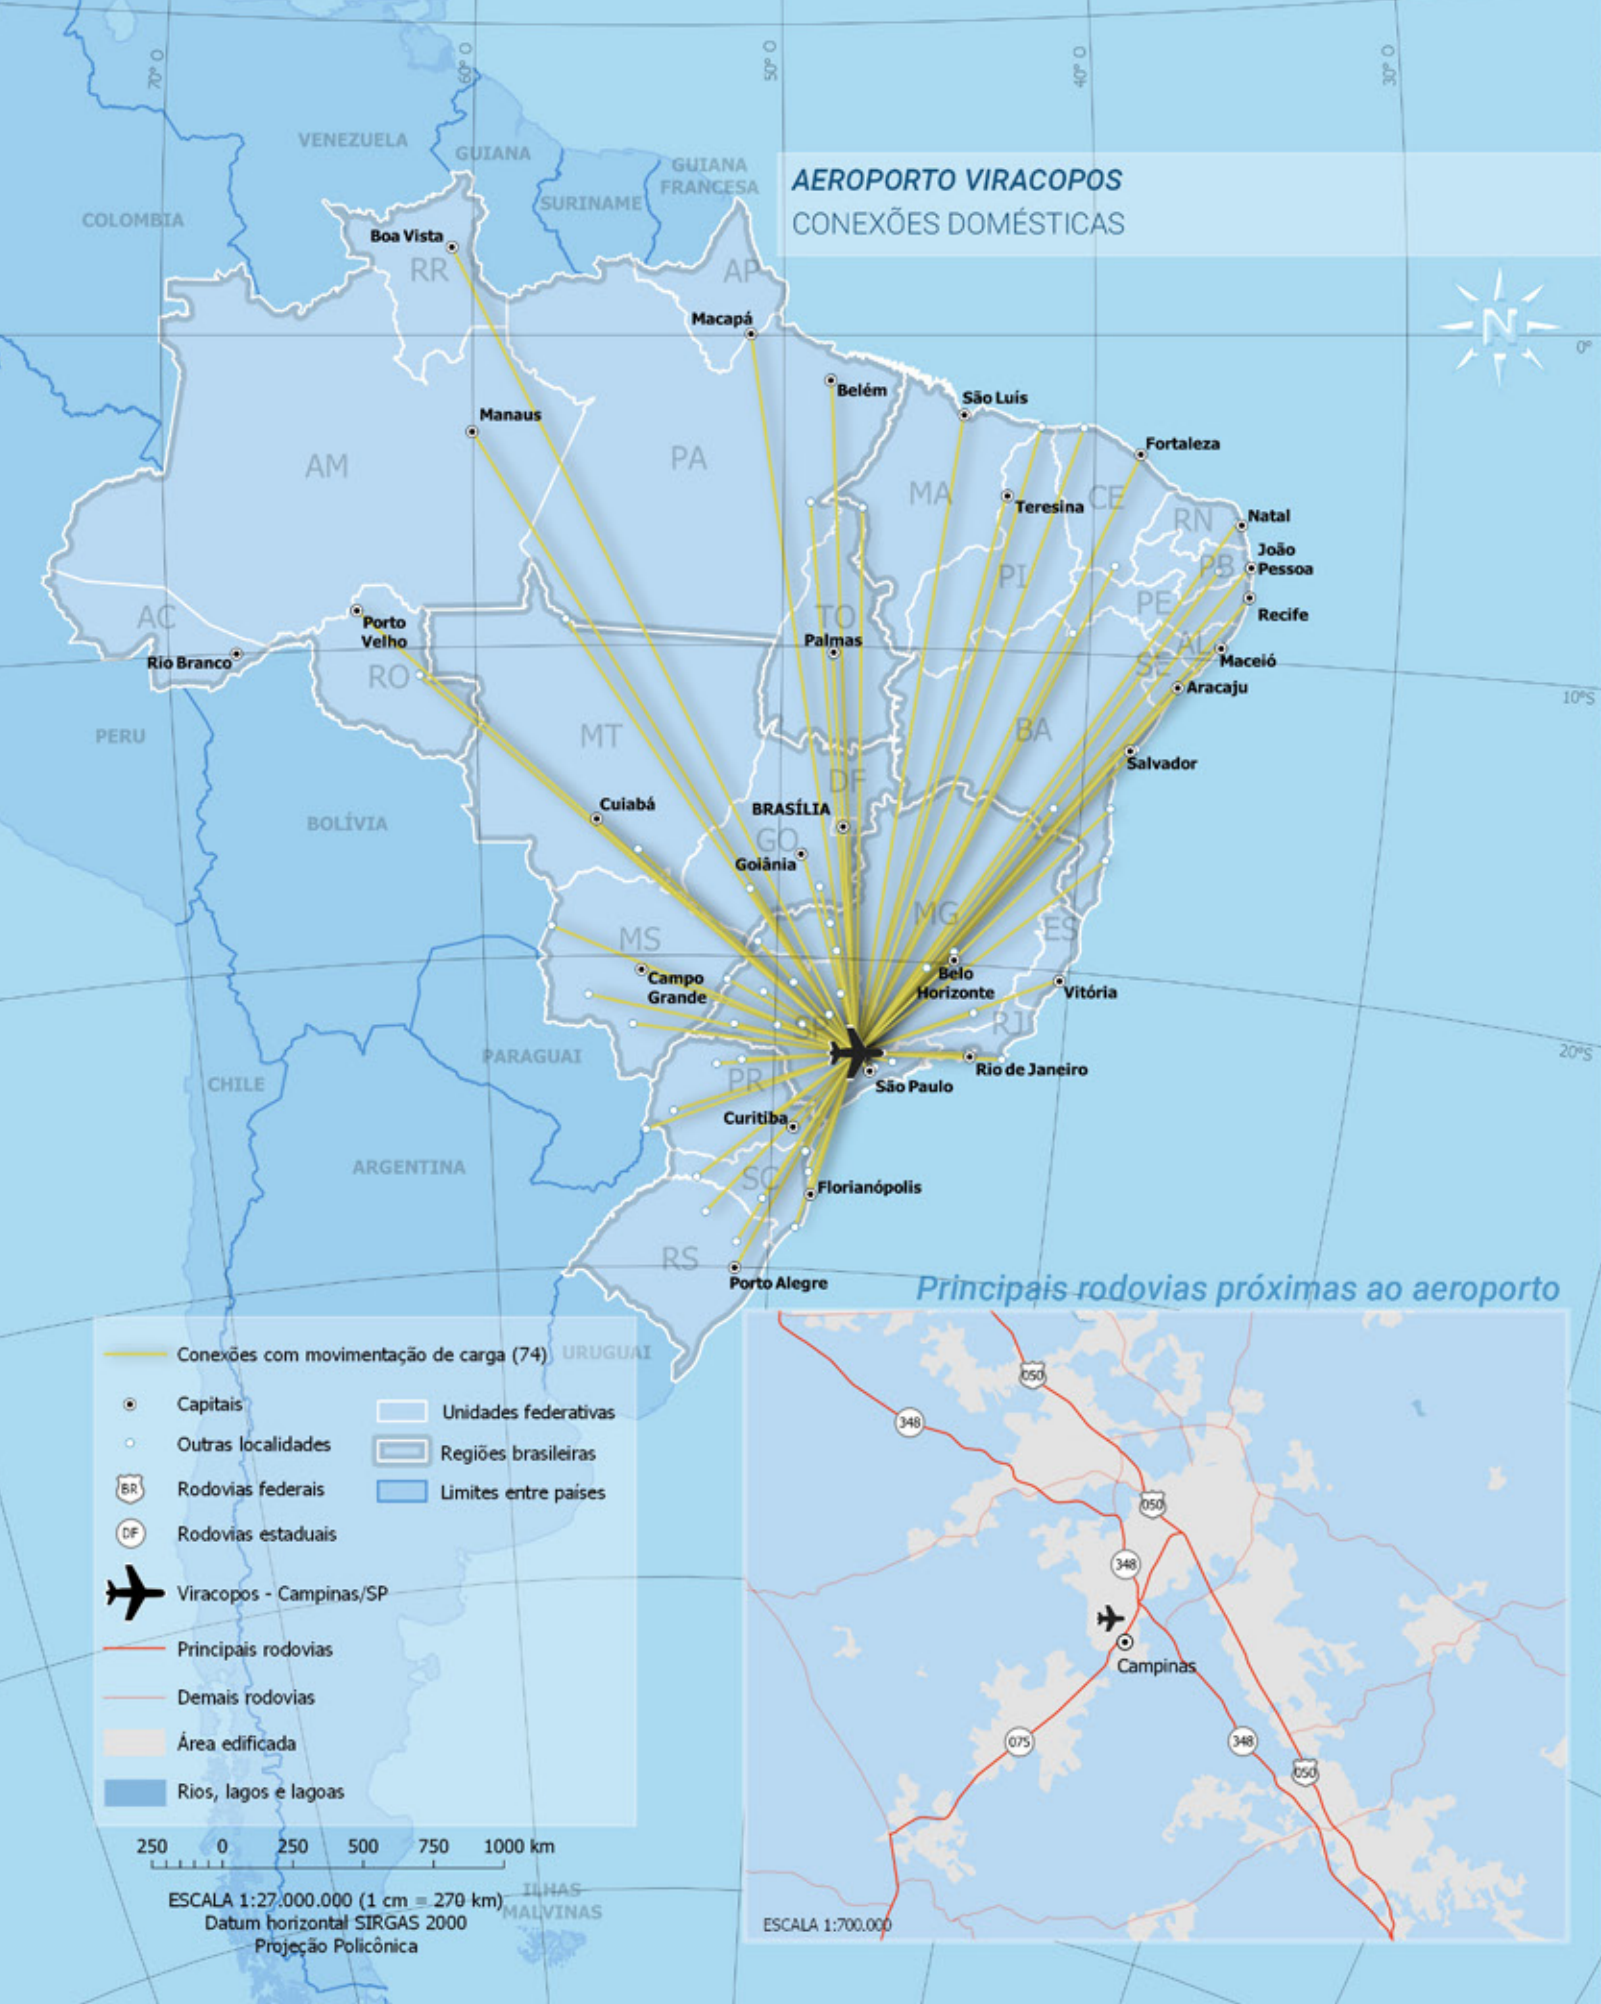 70° O
60° O
50° O
40° O
30° O
VENEZUELA
GUIANA
GUIANA
FRANCESA
SURINAME
COLOMBIA
AEROPORTO VIRACOPOS
CONEXÕES DOMÉSTICAS
Boa Vista
RR
AP
Macapá
N
0°
Belém
São Luís
Manaus
Fortaleza
AM
PA
MA
CE
Teresina
RN
Natal
João
Pessoa
PB
PI
PE
Recife
AC
Porto
Velho
TO
Palmas
AL
Maceió
Rio Branco
RO
SE
Aracaju
10°S
PERU
MT
BA
Salvador
DF
Cuiabá
BRASÍLIA
BOLÍVIA
GO
Goiânia
MG
ES
MS
Campo
Grande
Belo
Horizonte
Vitória
SP
RJ
20°S
PARAGUAI
CHILE
PR
São Paulo
Rio de Janeiro
Curitiba
ARGENTINA
SC
Florianópolis
RS
Porto Alegre
Principais rodovias próximas ao aeroporto
Conexões com movimentação de carga (74)
URUGUAI
Capitais
Unidades federativas
Outras localidades
Regiões brasileiras
BR
Rodovias federais
Limites entre países
DF
Rodovias estaduais
Viracopos - Campinas/SP
Principais rodovias
Demais rodovias
Área edificada
Rios, lagos e lagoas
250 0 250 500 750 1000 km
ESCALA 1:27.000.000 (1 cm = 270 km)
Datum horizontal SIRGAS 2000
Projeção Policônica
ILHAS
MALVINAS
050
348
050
348
Campinas
075
348
050
ESCALA 1:700.000